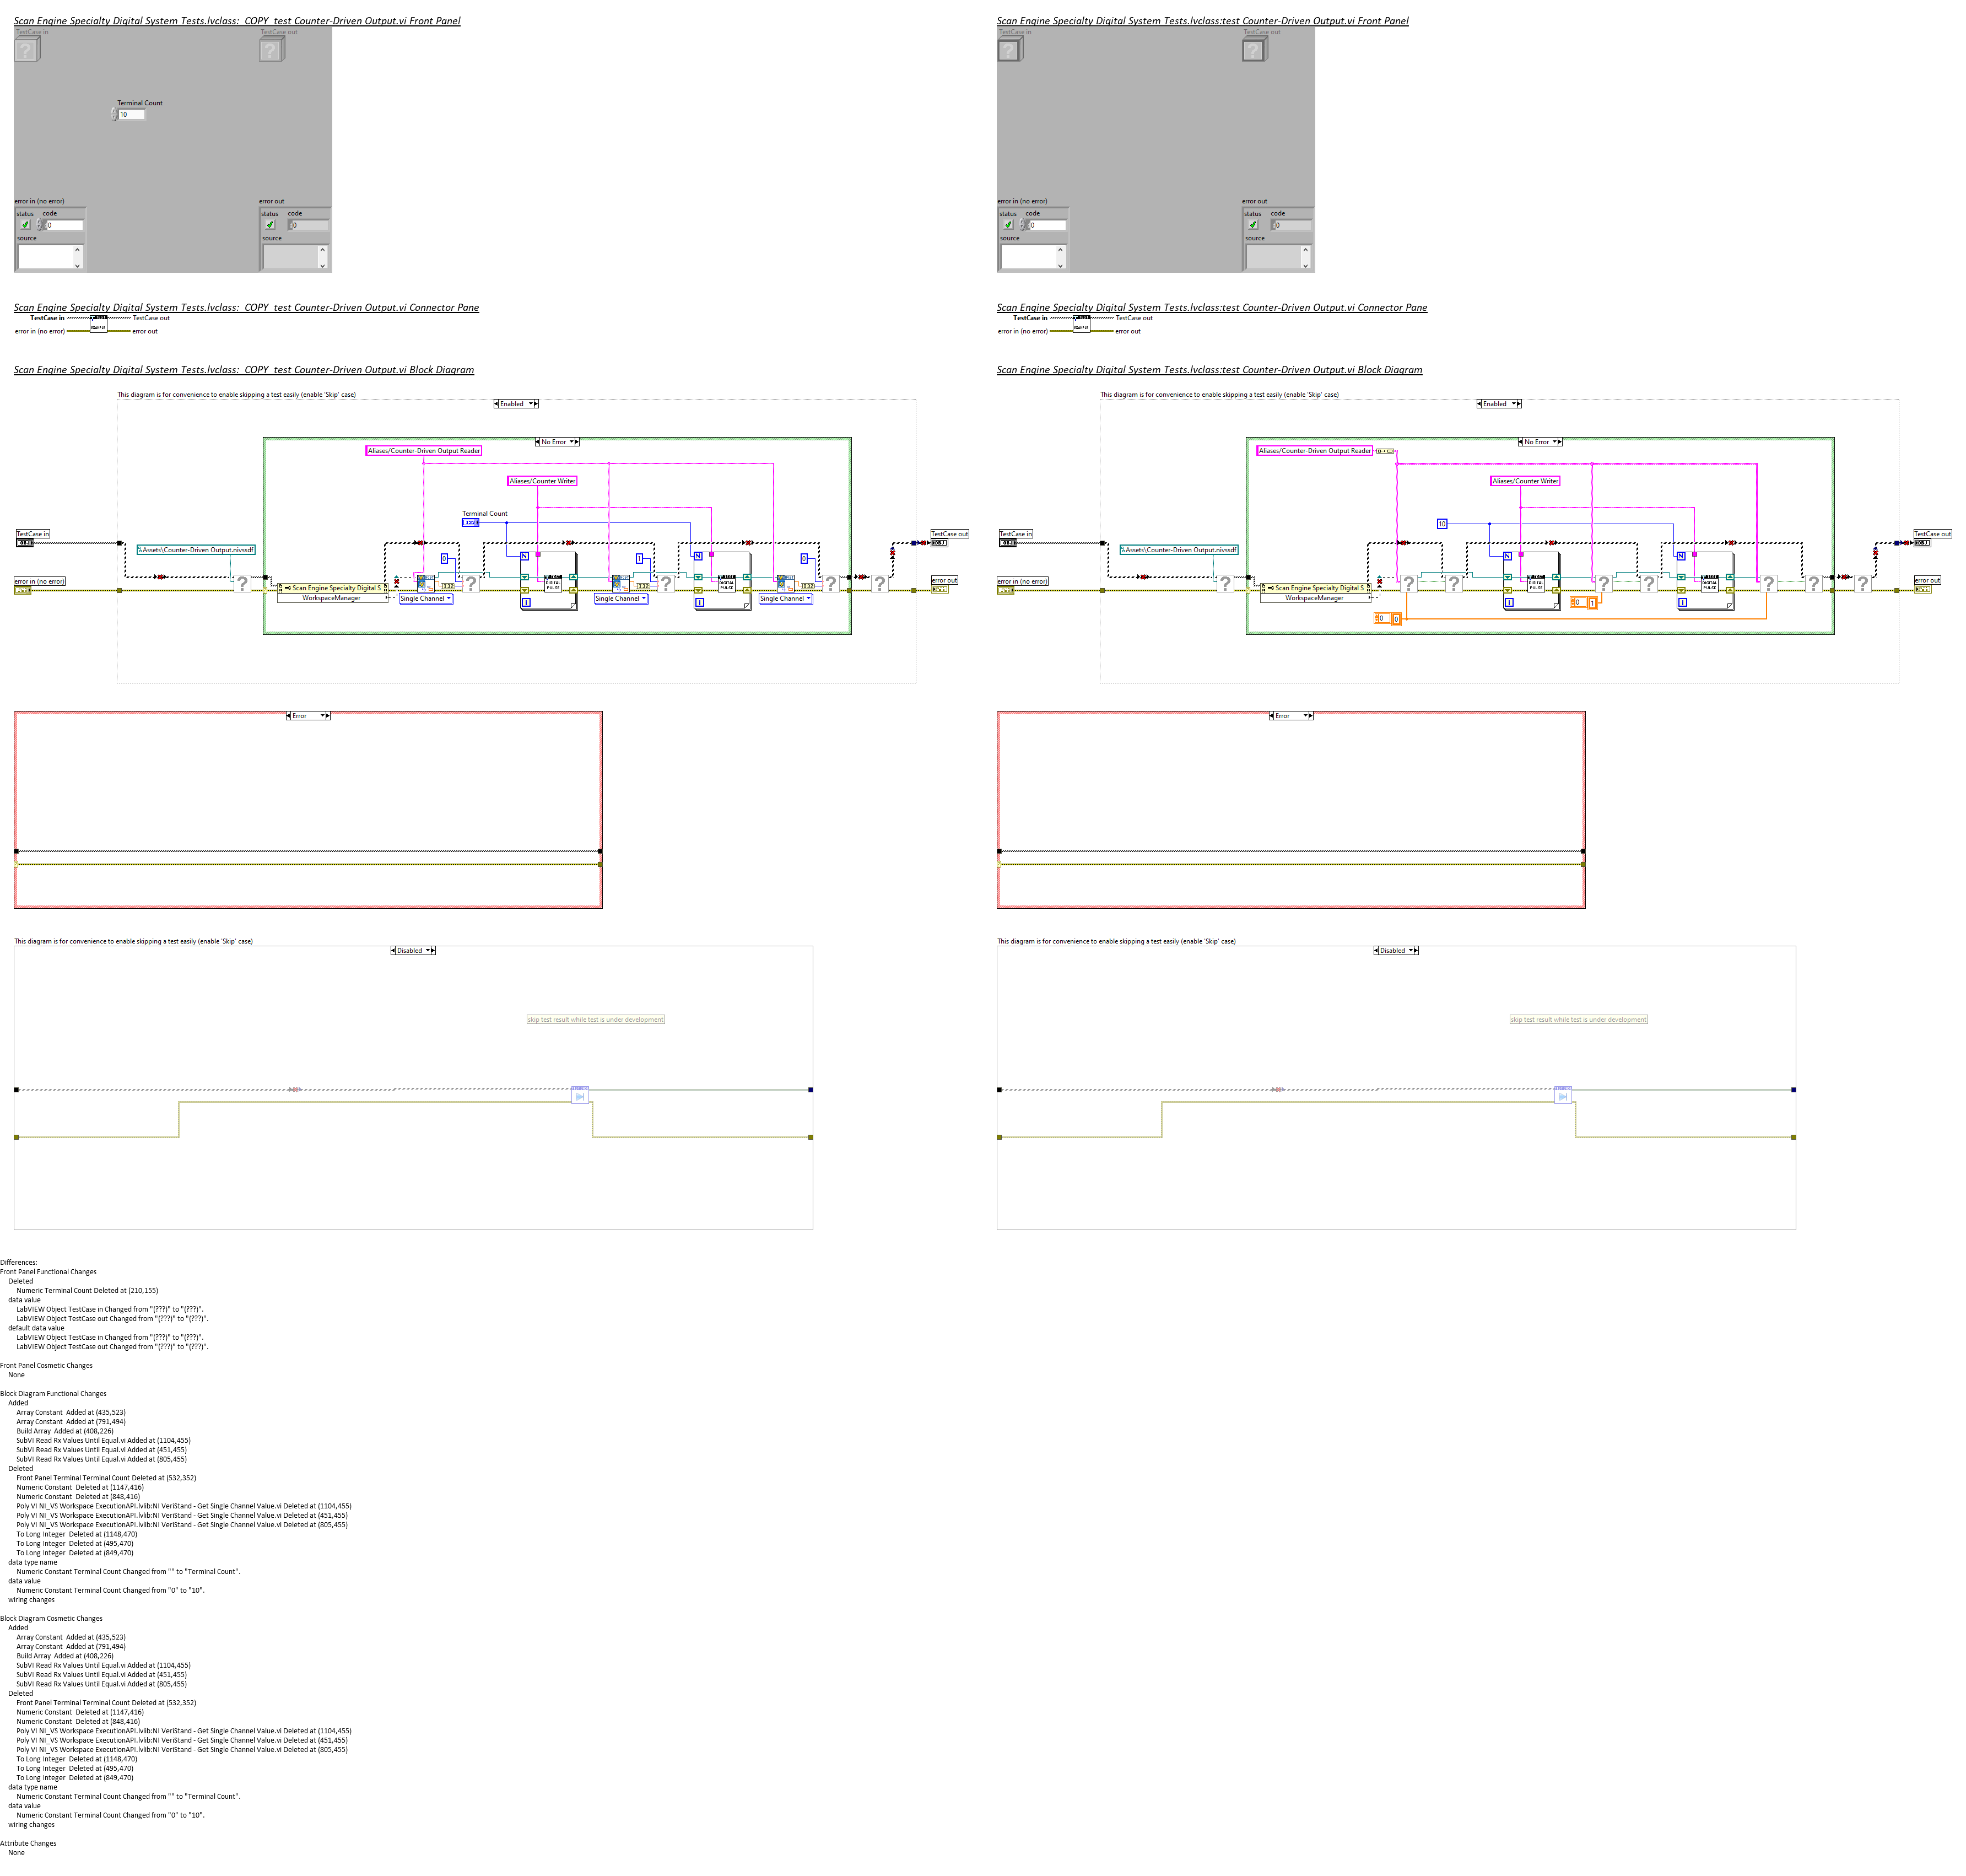 Scan Engine Specialty Digital System Tests.lvclass:_COPY_test Counter-Driven Output.vi Front Panel
TestCase in
TestCase out
Terminal Count
10
error in (no error)
status
code
0
source
error out
status
code
0
source
Scan Engine Specialty Digital System Tests.lvclass:test Counter-Driven Output.vi Front Panel
TestCase in
TestCase out
error in (no error)
status
code
0
source
error out
status
code
0
source
Scan Engine Specialty Digital System Tests.lvclass:_COPY_test Counter-Driven Output.vi Connector Pane
TestCase in
TestCase out
error in (no error)
error out
Scan Engine Specialty Digital System Tests.lvclass:test Counter-Driven Output.vi Connector Pane
TestCase in
TestCase out
error in (no error)
error out
Scan Engine Specialty Digital System Tests.lvclass:_COPY_test Counter-Driven Output.vi Block Diagram
This diagram is for convenience to enable skipping a test easily (enable 'Skip' case)
Enabled
No Error
Aliases/Counter-Driven Output Reader
Aliases/Counter Writer
Terminal Count
TestCase in
Assets\Counter-Driven Output.nivssdf
error in (no error)
Scan Engine Specialty Digital S
WorkspaceManager
0
N
DIGITAL PULSE
i
1
N
DIGITAL PULSE
i
0
Single Channel
Single Channel
Single Channel
TestCase out
error out
Scan Engine Specialty Digital System Tests.lvclass:test Counter-Driven Output.vi Block Diagram
This diagram is for convenience to enable skipping a test easily (enable 'Skip' case)
Enabled
No Error
Aliases/Counter-Driven Output Reader
Aliases/Counter Writer
10
TestCase in
Assets\Counter-Driven Output.nivssdf
error in (no error)
Scan Engine Specialty Digital S
WorkspaceManager
N
DIGITAL PULSE
i
0
1
N
DIGITAL PULSE
i
0
0
TestCase out
error out
Error
Error
This diagram is for convenience to enable skipping a test easily (enable 'Skip' case)
Disabled
skip test result while test is under development
This diagram is for convenience to enable skipping a test easily (enable 'Skip' case)
Disabled
skip test result while test is under development
Differences:
Front Panel Functional Changes
Deleted
Numeric Terminal Count Deleted at (210,155)
data value
LabVIEW Object TestCase in Changed from "(???)" to "(???)".
LabVIEW Object TestCase out Changed from "(???)" to "(???)".
default data value
LabVIEW Object TestCase in Changed from "(???)" to "(???)".
LabVIEW Object TestCase out Changed from "(???)" to "(???)".
Front Panel Cosmetic Changes
None
Block Diagram Functional Changes
Added
Array Constant Added at (435,523)
Array Constant Added at (791,494)
Build Array Added at (408,226)
SubVI Read Rx Values Until Equal.vi Added at (1104,455)
SubVI Read Rx Values Until Equal.vi Added at (451,455)
SubVI Read Rx Values Until Equal.vi Added at (805,455)
Deleted
Front Panel Terminal Terminal Count Deleted at (532,352)
Numeric Constant Deleted at (1147,416)
Numeric Constant Deleted at (848,416)
Poly VI NI_VS Workspace ExecutionAPI.lvlib:NI VeriStand - Get Single Channel Value.vi Deleted at (1104,455)
Poly VI NI_VS Workspace ExecutionAPI.lvlib:NI VeriStand - Get Single Channel Value.vi Deleted at (451,455)
Poly VI NI_VS Workspace ExecutionAPI.lvlib:NI VeriStand - Get Single Channel Value.vi Deleted at (805,455)
To Long Integer Deleted at (1148,470)
To Long Integer Deleted at (495,470)
To Long Integer Deleted at (849,470)
data type name
Numeric Constant Terminal Count Changed from "" to "Terminal Count".
data value
Numeric Constant Terminal Count Changed from "0" to "10".
wiring changes
Block Diagram Cosmetic Changes
Added
Array Constant Added at (435,523)
Array Constant Added at (791,494)
Build Array Added at (408,226)
SubVI Read Rx Values Until Equal.vi Added at (1104,455)
SubVI Read Rx Values Until Equal.vi Added at (451,455)
SubVI Read Rx Values Until Equal.vi Added at (805,455)
Deleted
Front Panel Terminal Terminal Count Deleted at (532,352)
Numeric Constant Deleted at (1147,416)
Numeric Constant Deleted at (848,416)
Poly VI NI_VS Workspace ExecutionAPI.lvlib:NI VeriStand - Get Single Channel Value.vi Deleted at (1104,455)
Poly VI NI_VS Workspace ExecutionAPI.lvlib:NI VeriStand - Get Single Channel Value.vi Deleted at (451,455)
Poly VI NI_VS Workspace ExecutionAPI.lvlib:NI VeriStand - Get Single Channel Value.vi Deleted at (805,455)
To Long Integer Deleted at (1148,470)
To Long Integer Deleted at (495,470)
To Long Integer Deleted at (849,470)
data type name
Numeric Constant Terminal Count Changed from "" to "Terminal Count".
data value
Numeric Constant Terminal Count Changed from "0" to "10".
wiring changes
Attribute Changes
None